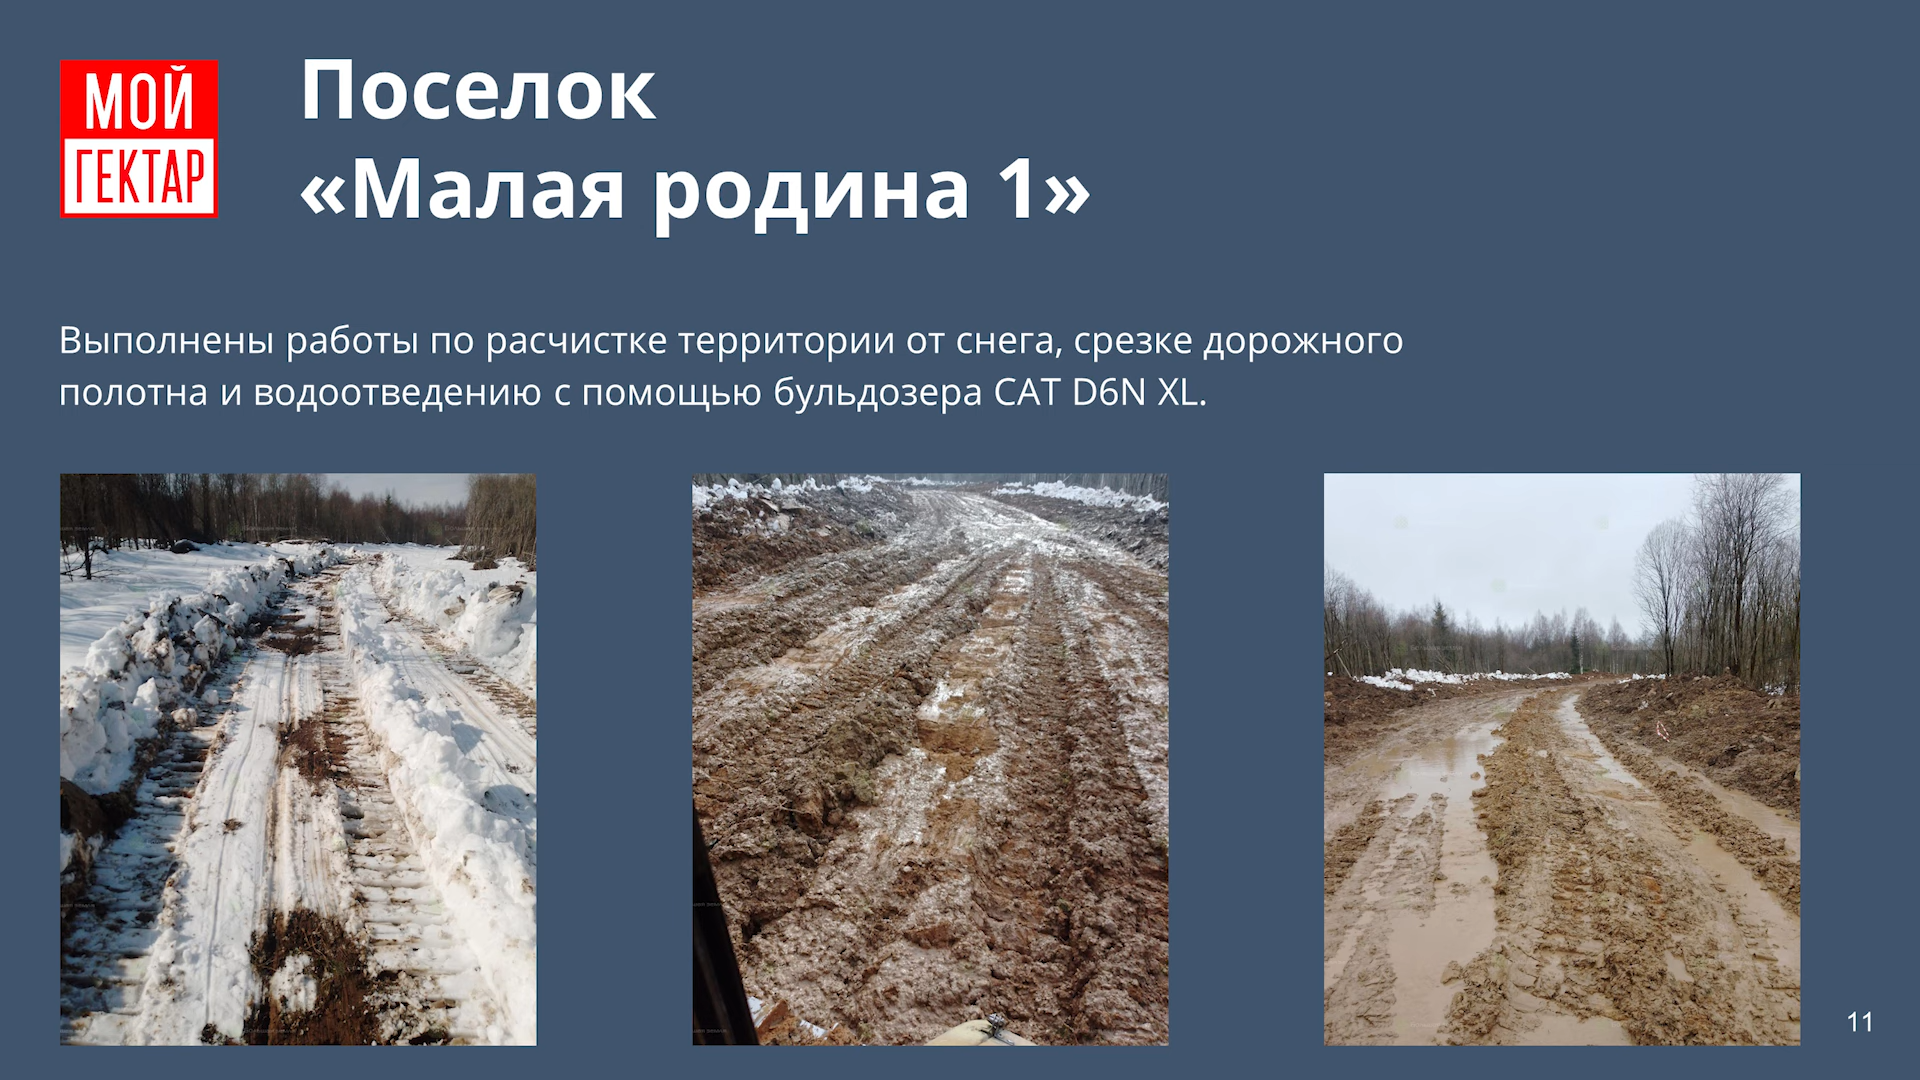 МОЙ
ГЕКТАР
Поселок
«Малая родина 1»
Выполнены работы по расчистке территории от снега, срезке дорожного
полотна и водоотведению с помощью бульдозера CAT D6N XL.
11